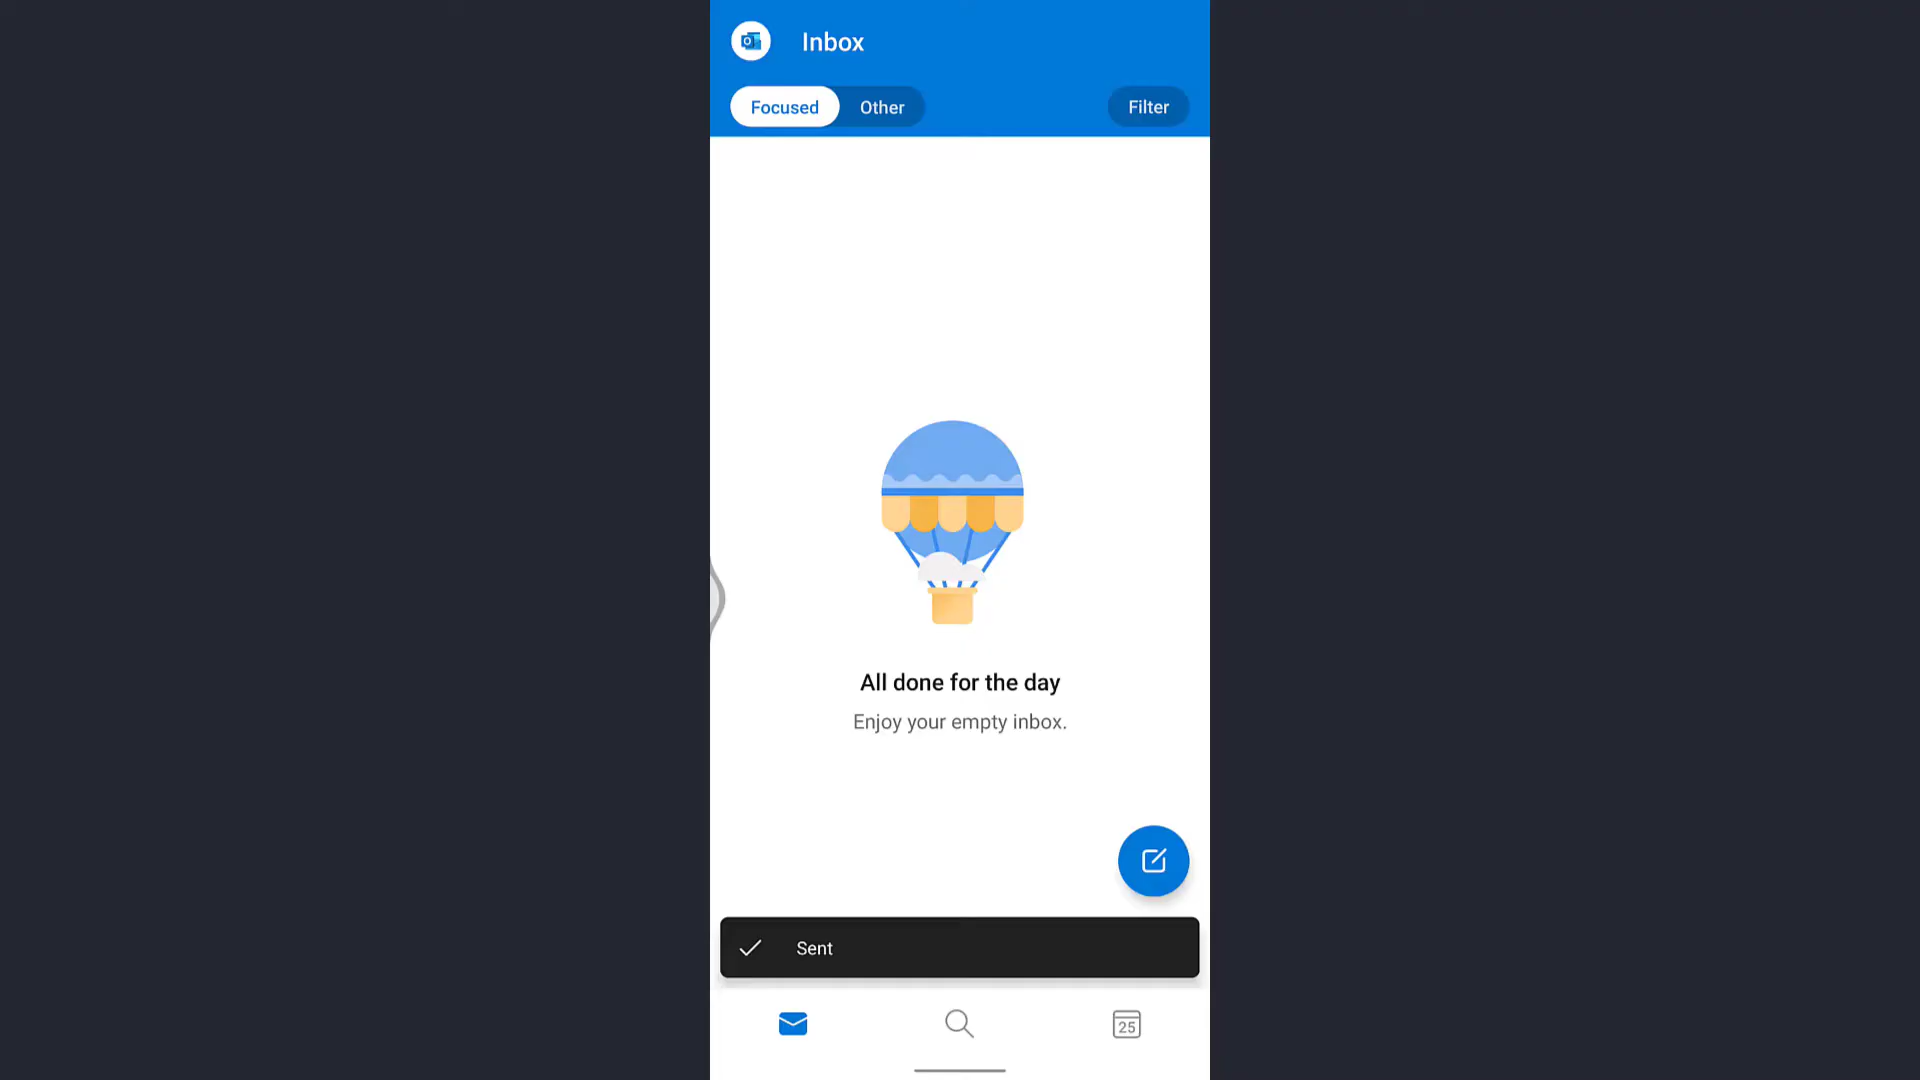 Inbox
Focused
Other
Filter
All done for the day
Enjoy your empty inbox.
Sent
25